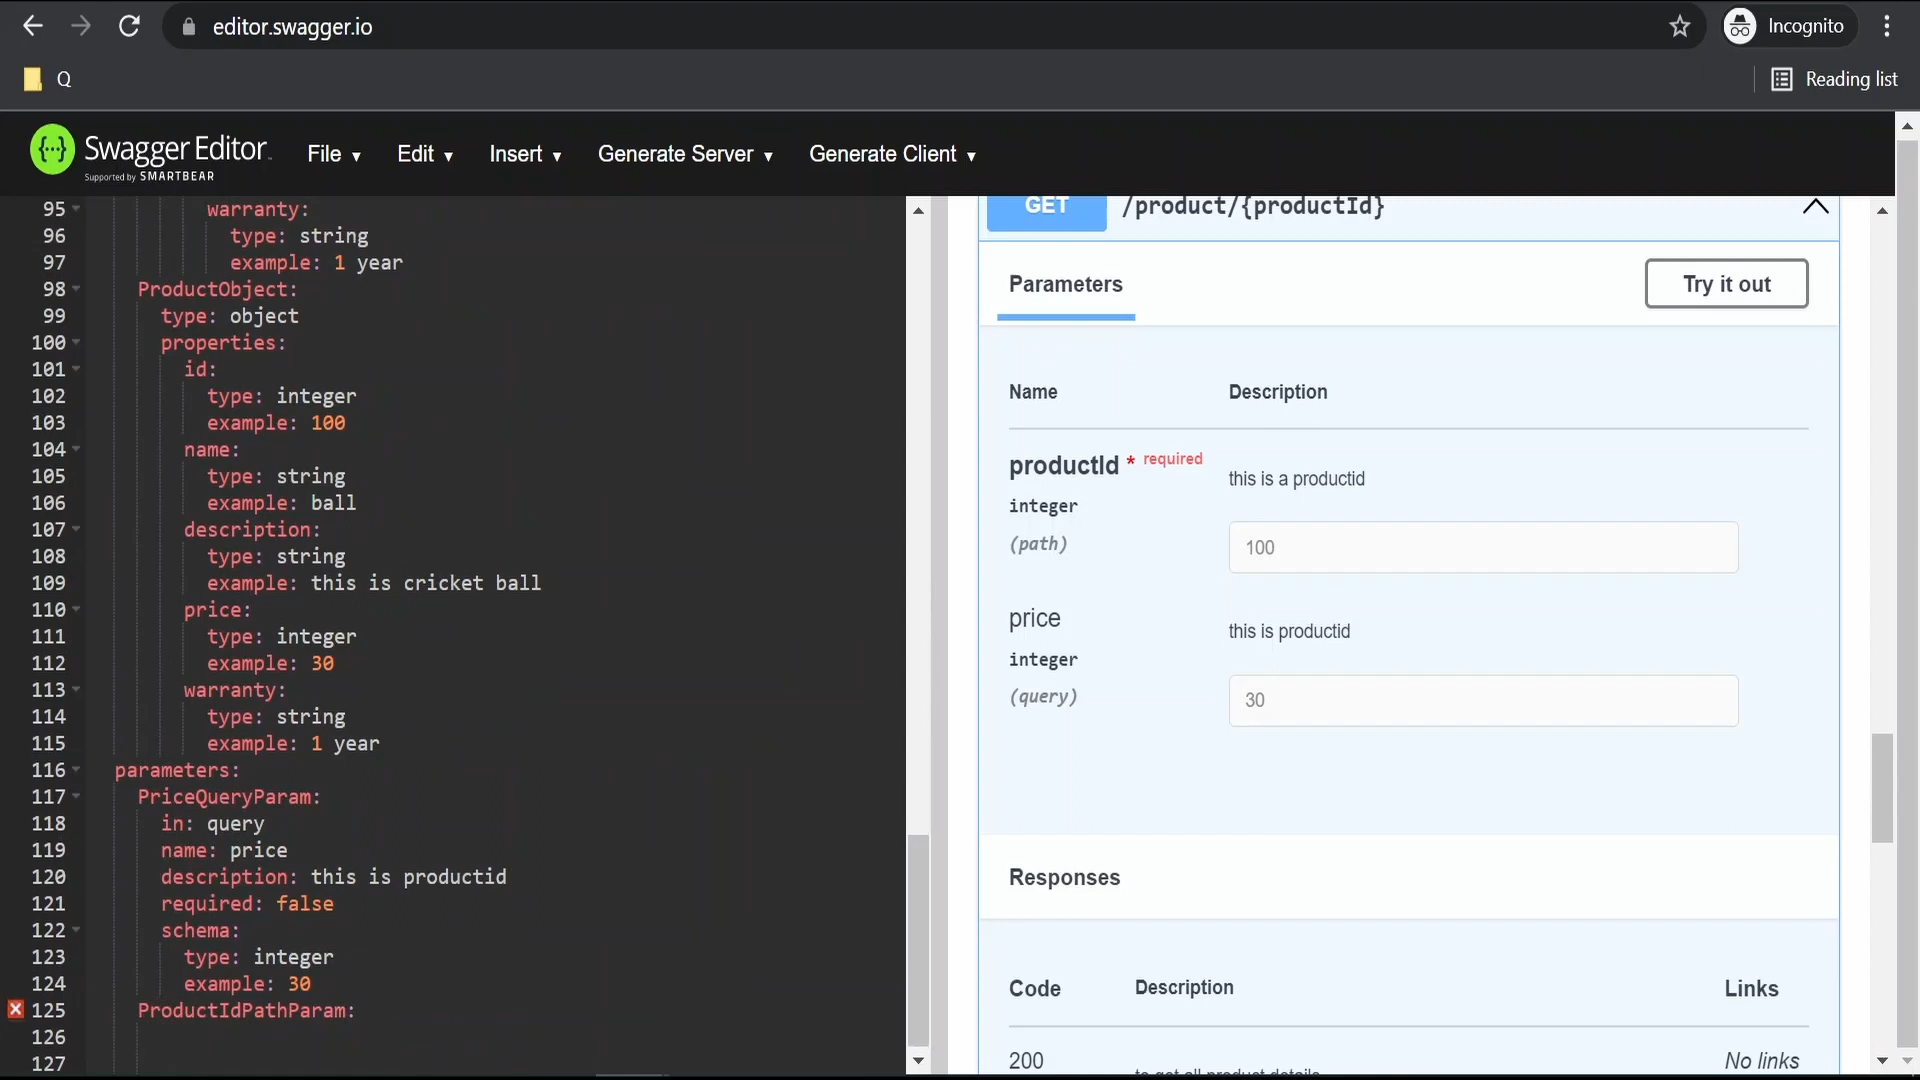 editor.swagger.io
Incognito
Q
Reading list
Swagger Editor
Supported by SMARTBEAR
File
Edit
Insert
Generate Server
Generate Client
95 warranty:
96 type: string
97 example: 1 year
98 ProductObject:
99 type: object
100 properties:
101 id:
102 type: integer
103 example: 100
104 name:
105 type: string
106 example: ball
107 description:
108 type: string
109 example: this is cricket ball
110 price:
111 type: integer
112 example: 30
113 warranty:
114 type: string
115 example: 1 year
116 parameters:
117 PriceQueryParam:
118 in: query
119 name: price
120 description: this is productid
121 required: false
122 schema:
123 type: integer
124 example: 30
125 ProductIdPathParam:
126
127
GET /product/{productId}
Parameters
Try it out
Name Description
productId * required
this is a productid
integer
(path)
100
price
this is productid
integer
(query)
30
Responses
Code Description Links
200 No links
to get all product details